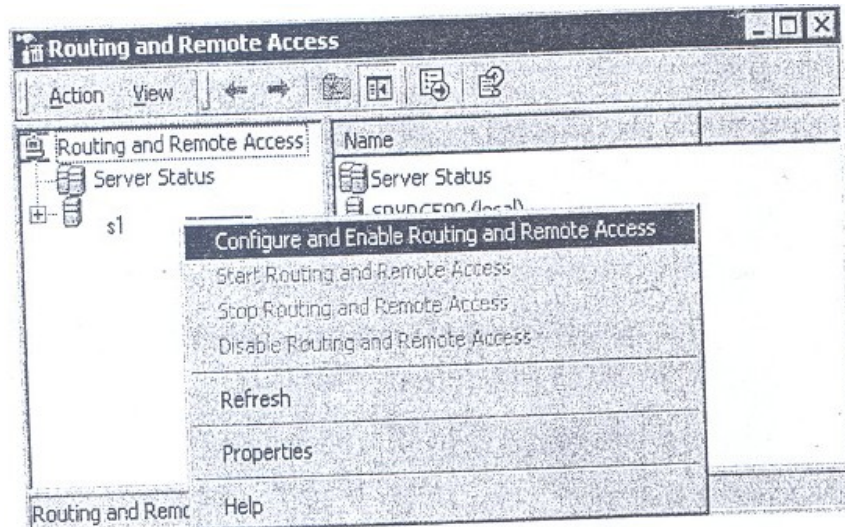 Routing and Remote Access
Action View
Routing and Remote Access
Name
Server Status
Server Status
s1
(local)
Configure and Enable Routing and Remote Access
Start Routing and Remote Access
Stop Routing and Remote Access
Disable Routing and Remote Access
Refresh
Properties
Help
Routing and Remo